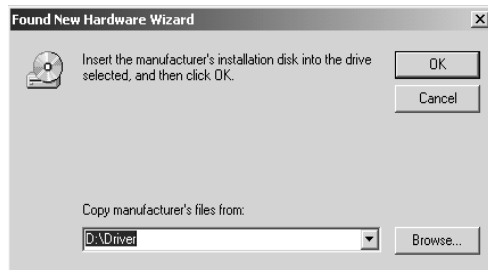 Found New Hardware Wizard
Insert the manufacturer's installation disk into the drive
selected, and then click OK.
OK
Cancel
Copy manufacturer's files from:
D:\Driver
Browse...